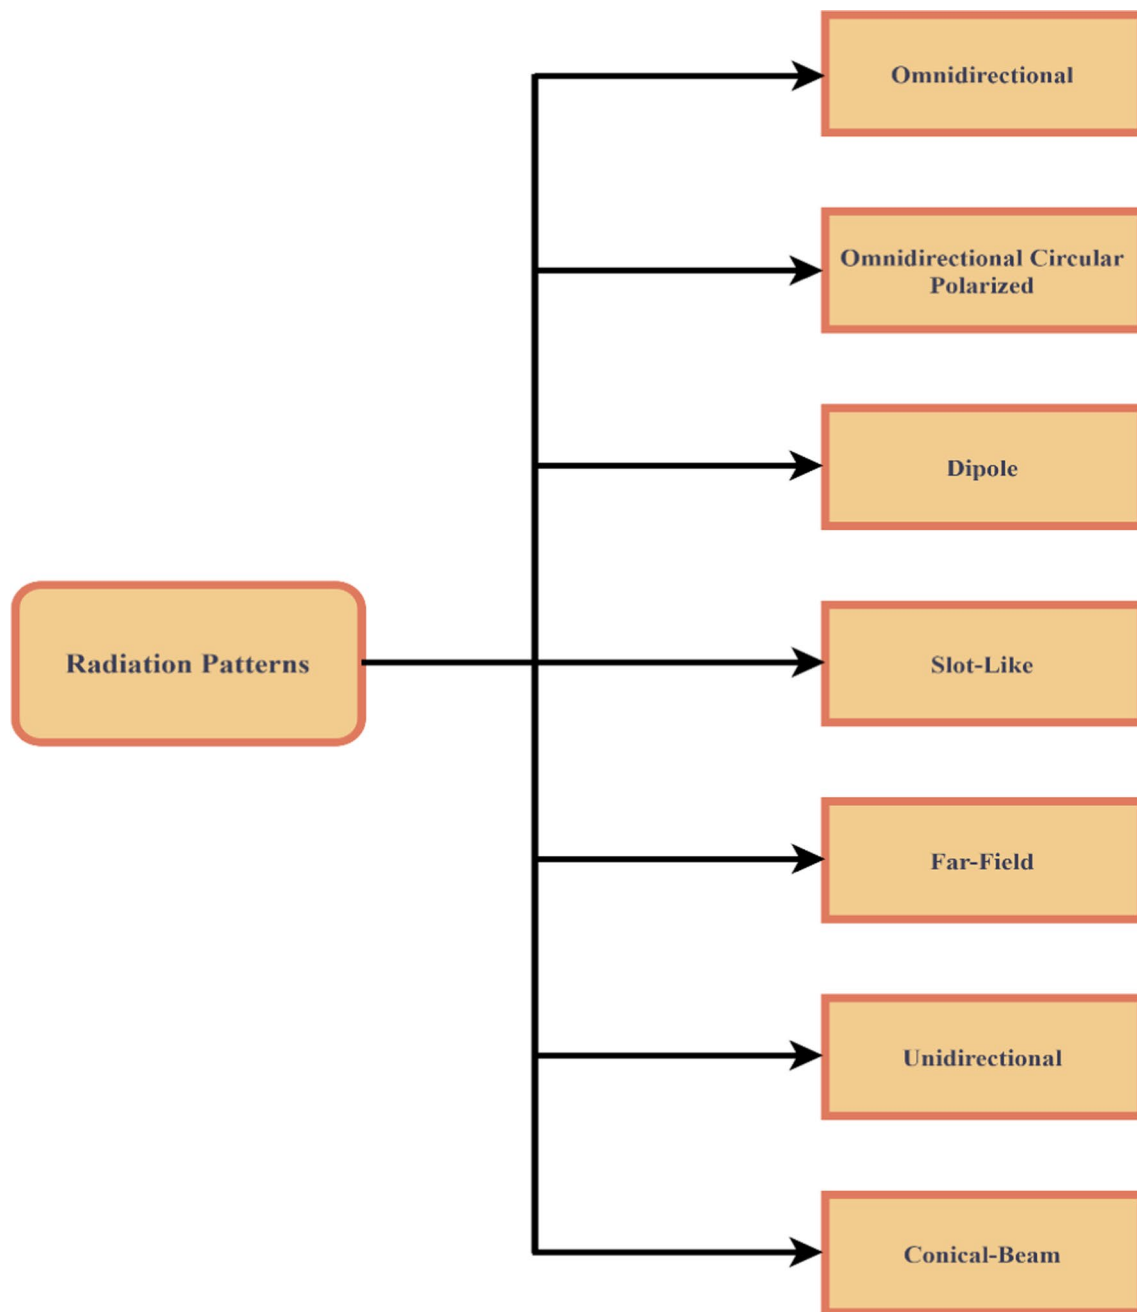 Omnidirectional
Omnidirectional Circular
Polarized
Dipole
Radiation Patterns
Slot-Like
Far-Field
Unidirectional
Conical-Beam